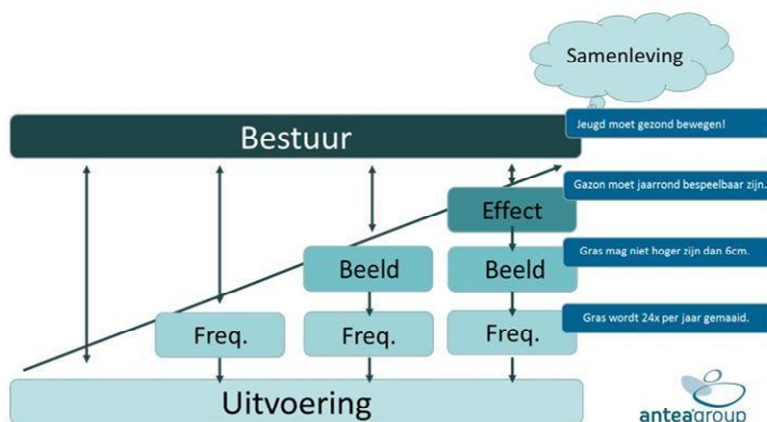 Samenleving
Bestuur
Jeugd moet gezond bewegen!
Gazon moet jaarrond bespeelbaar zijn.
Effect
Beeld
Beeld
Gras mag niet hoger zijn dan 6cm.
Freq.
Freq.
Freq.
Gras wordt 24x per jaar gemaaid.
Uitvoering
anteagroup